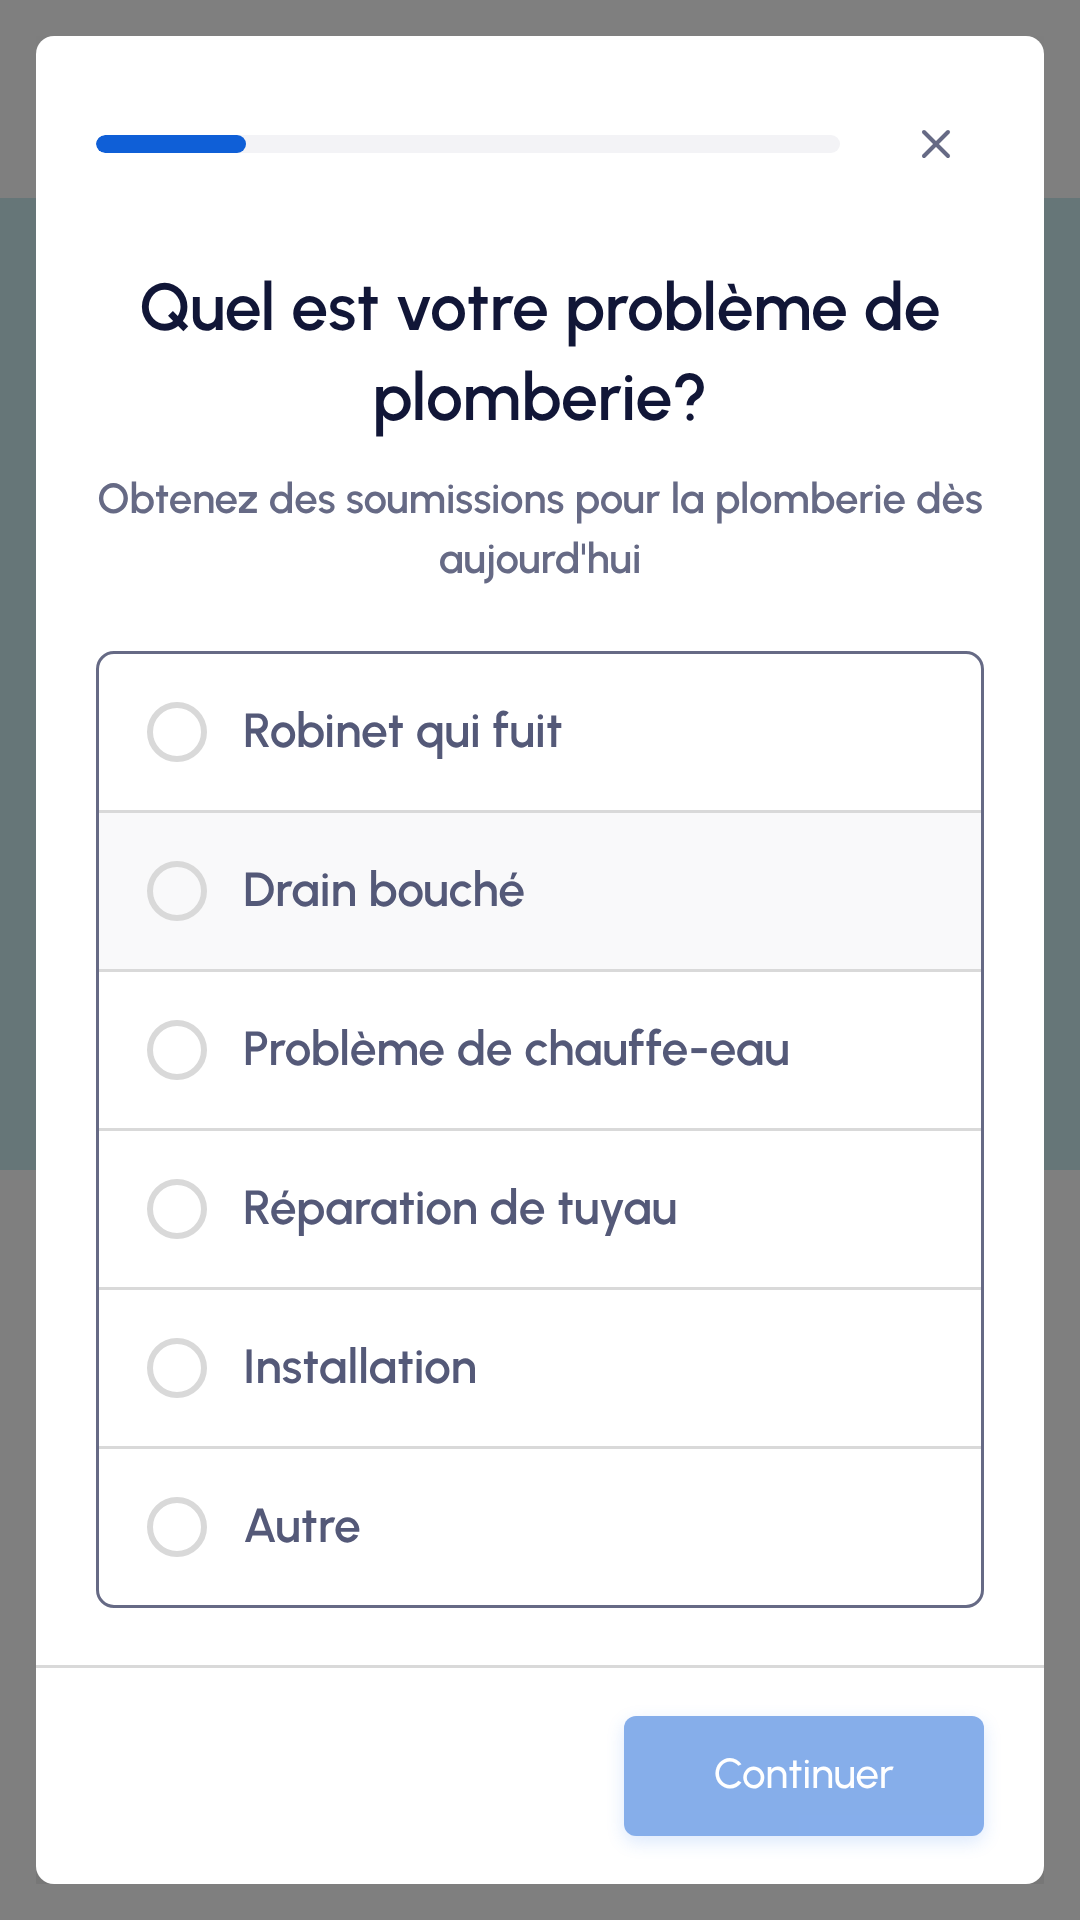 Quel est votre problème de
plomberie?
Obtenez des soumissions pour la plomberie dès
aujourd'hui
Robinet qui fuit
Drain bouché
Problème de chauffe-eau
Réparation de tuyau
Installation
Autre
Continuer